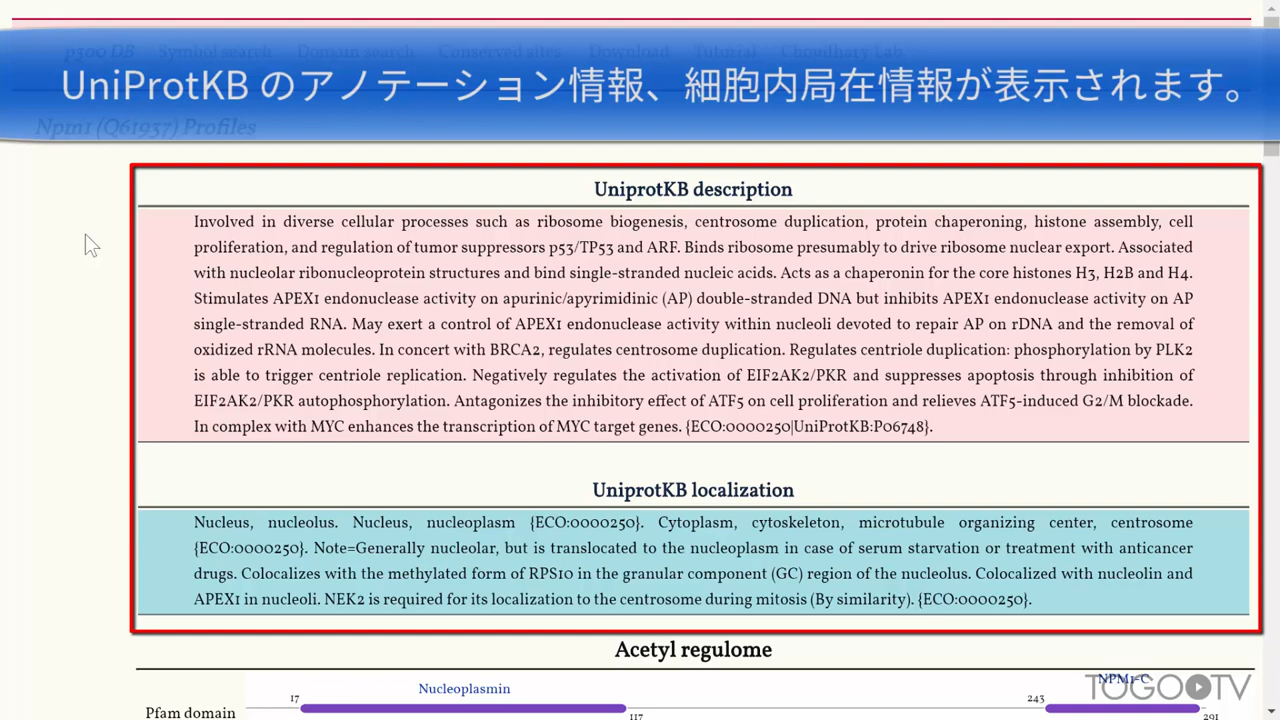 p300 DB Symbol search Domain search Conserved sites Download Tutorial Choudhary Lab.
UniProtKB のアノテーション情報、細胞内局在情報が表示されます。
Npm1 (Q61937) Profiles
UniprotKB description
Involved in diverse cellular processes such as ribosome biogenesis, centrosome duplication, protein chaperoning, histone assembly, cell
proliferation, and regulation of tumor suppressors p53/TP53 and ARF. Binds ribosome presumably to drive ribosome nuclear export. Associated
with nucleolar ribonucleoprotein structures and bind single-stranded nucleic acids. Acts as a chaperonin for the core histones H3, H2B and H4.
Stimulates APEX1 endonuclease activity on apurinic/apyrimidinic (AP) double-stranded DNA but inhibits APEX1 endonuclease activity on AP
single-stranded RNA. May exert a control of APEX1 endonuclease activity within nucleoli devoted to repair AP on rDNA and the removal of
oxidized rRNA molecules. In concert with BRCA2, regulates centrosome duplication. Regulates centriole duplication: phosphorylation by PLK2
is able to trigger centriole replication. Negatively regulates the activation of EIF2AK2/PKR and suppresses apoptosis through inhibition of
EIF2AK2/PKR autophosphorylation. Antagonizes the inhibitory effect of ATF5 on cell proliferation and relieves ATF5-induced G2/M blockade.
In complex with MYC enhances the transcription of MYC target genes. {ECO:0000250|UniProtKB:P06748}.
UniprotKB localization
Nucleus, nucleolus. Nucleus, nucleoplasm {ECO:0000250}. Cytoplasm, cytoskeleton, microtubule organizing center, centrosome
{ECO:0000250}. Note=Generally nucleolar, but is translocated to the nucleoplasm in case of serum starvation or treatment with anticancer
drugs. Colocalizes with the methylated form of RPS10 in the granular component (GC) region of the nucleolus. Colocalized with nucleolin and
APEX1 in nucleoli. NEK2 is required for its localization to the centrosome during mitosis (By similarity). {ECO:0000250}.
Acetyl regulome
Nucleoplasmin NPM1-C
17 243
Pfam domain 117 291
TOGO TV